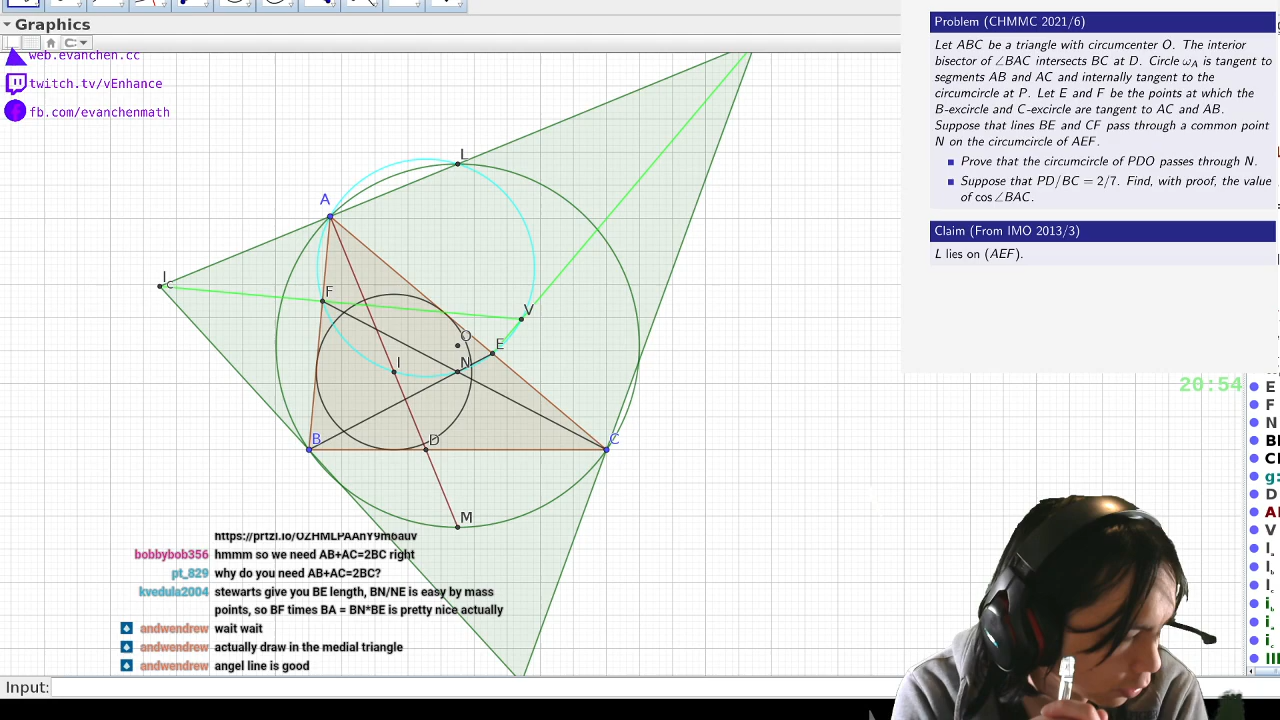 Graphics
web.evanchen.cc
twitch.tv/vEnhance
fb.com/evanchenmath
Problem (CHMMC 2021/6)
Let ABC be a triangle with circumcenter O. The interior
bisector of ∠BAC intersects BC at D. Circle ω_A is tangent to
segments AB and AC and internally tangent to the
circumcircle at P. Let E and F be the points at which the
B-excircle and C-excircle are tangent to AC and AB.
Suppose that lines BE and CF pass through a common point
N on the circumcircle of AEF.
Prove that the circumcircle of PDO passes through N.
Suppose that PD/BC = 2/7. Find, with proof, the value
of cos ∠BAC.
Claim (From IMO 2013/3)
L lies on (AEF).
L
A
I_C
F
V
O
E
I
N
B
D
C
M
20:54
E
F
N
D
V
bobbybob356 hmmm so we need AB+AC=2BC right
pt_829 why do you need AB+AC=2BC?
kvedula2004 stewarts give you BE length, BN/NE is easy by mass
points, so BF times BA = BN*BE is pretty nice actually
andwendrew wait wait
andwendrew actually draw in the medial triangle
andwendrew angel line is good
Input: